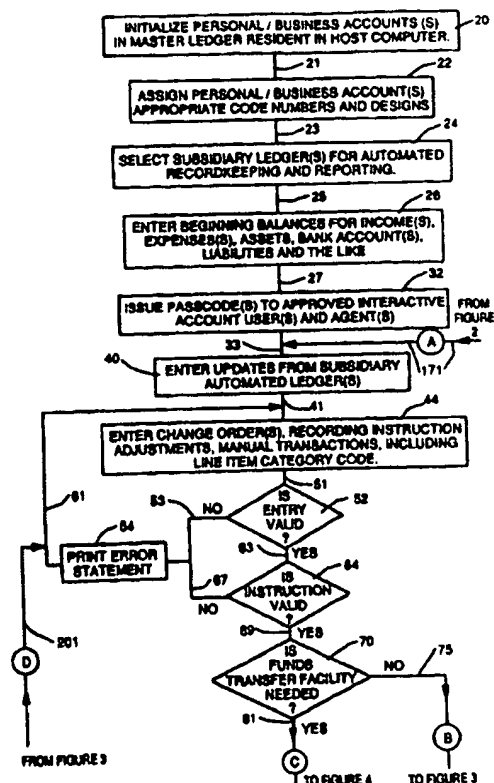 INITIALIZE PERSONAL / BUSINESS ACCOUNTS (S)
IN MASTER LEDGER RESIDENT IN HOST COMPUTER.
20
21
22
ASSIGN PERSONAL / BUSINESS ACCOUNT(S)
APPROPRIATE CODE NUMBERS AND DESIGNS
23
24
SELECT SUBSIDIARY LEDGER(S) FOR AUTOMATED
RECORDKEEPING AND REPORTING.
25
26
ENTER BEGINNING BALANCES FOR INCOME(S),
EXPENSES(S), ASSETS, BANK ACCOUNT(S),
LIABILITIES AND THE LIKE
27
32
ISSUE PASSCODE(S) TO APPROVED INTERACTIVE
ACCOUNT USER(S) AND AGENT(S)
FROM
FIGURE
2
A
33
171
40
ENTER UPDATES FROM SUBSIDIARY
AUTOMATED LEDGER(S)
41
44
ENTER CHANGE ORDER(S), RECORDING INSTRUCTION
ADJUSTMENTS, MANUAL TRANSACTIONS, INCLUDING
LINE ITEM CATEGORY CODE.
51
61
53
NO
IS
ENTRY
VALID
?
52
54
PRINT ERROR
STATEMENT
63
YES
64
67
NO
IS
INSTRUCTION
VALID
?
69
YES
201
70
IS
FUNDS
TRANSFER FACILITY
NEEDED
?
NO
75
D
81
YES
B
FROM FIGURE 3
C
TO FIGURE 4
TO FIGURE 3